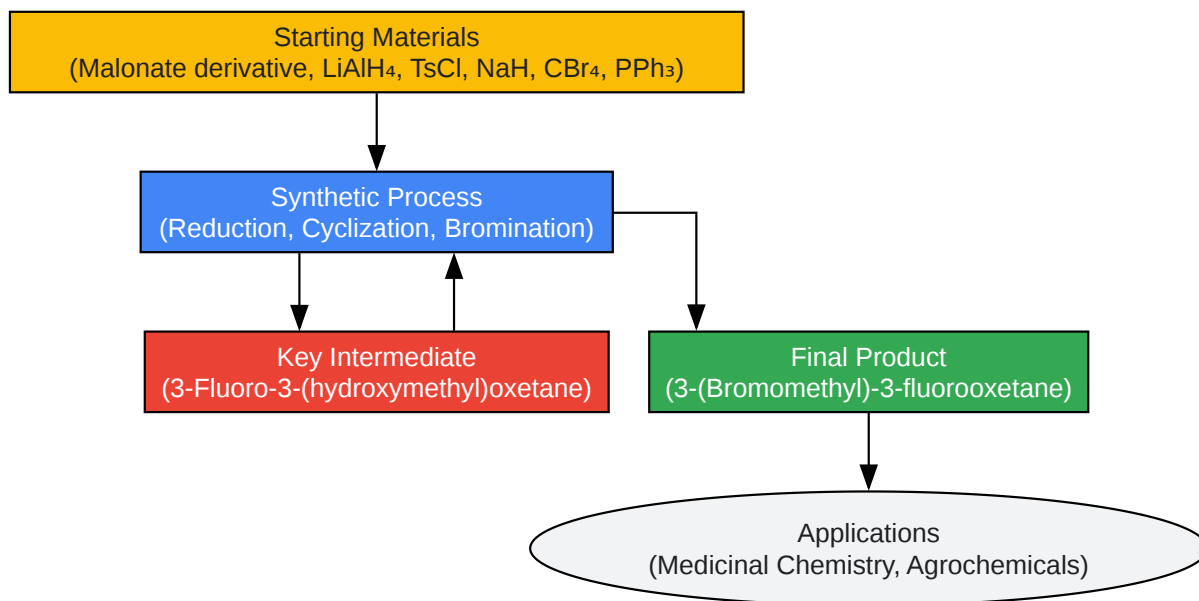 Starting Materials
(Malonate derivative, LiAlH₄, TsCl, NaH, CBr₄, PPh₃)
Synthetic Process
(Reduction, Cyclization, Bromination)
Key Intermediate
(3-Fluoro-3-(hydroxymethyl)oxetane)
Final Product
(3-(Bromomethyl)-3-fluorooxetane)
Applications
(Medicinal Chemistry, Agrochemicals)